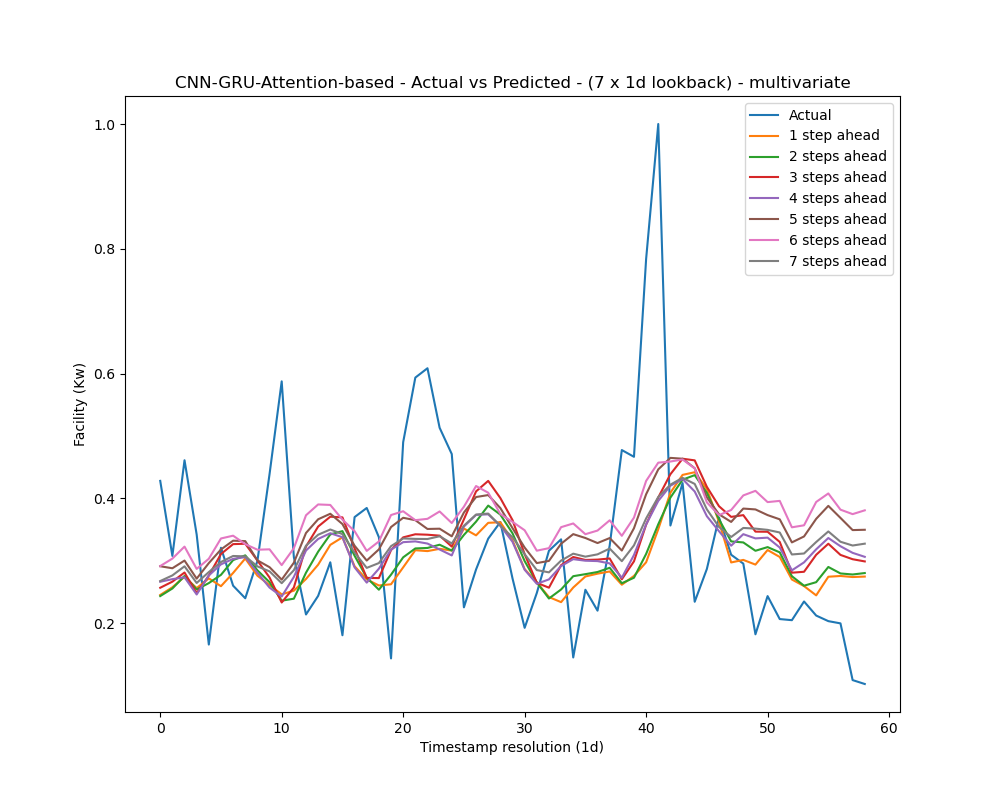 CNN-GRU-Attention-based - Actual vs Predicted - (7 x 1d lookback) - multivariate
Actual
1 step ahead
2 steps ahead
3 steps ahead
4 steps ahead
5 steps ahead
6 steps ahead
7 steps ahead
Facility (Kw)
1.0
0.8
0.6
0.4
0.2
0 10 20 30 40 50 60
Timestamp resolution (1d)